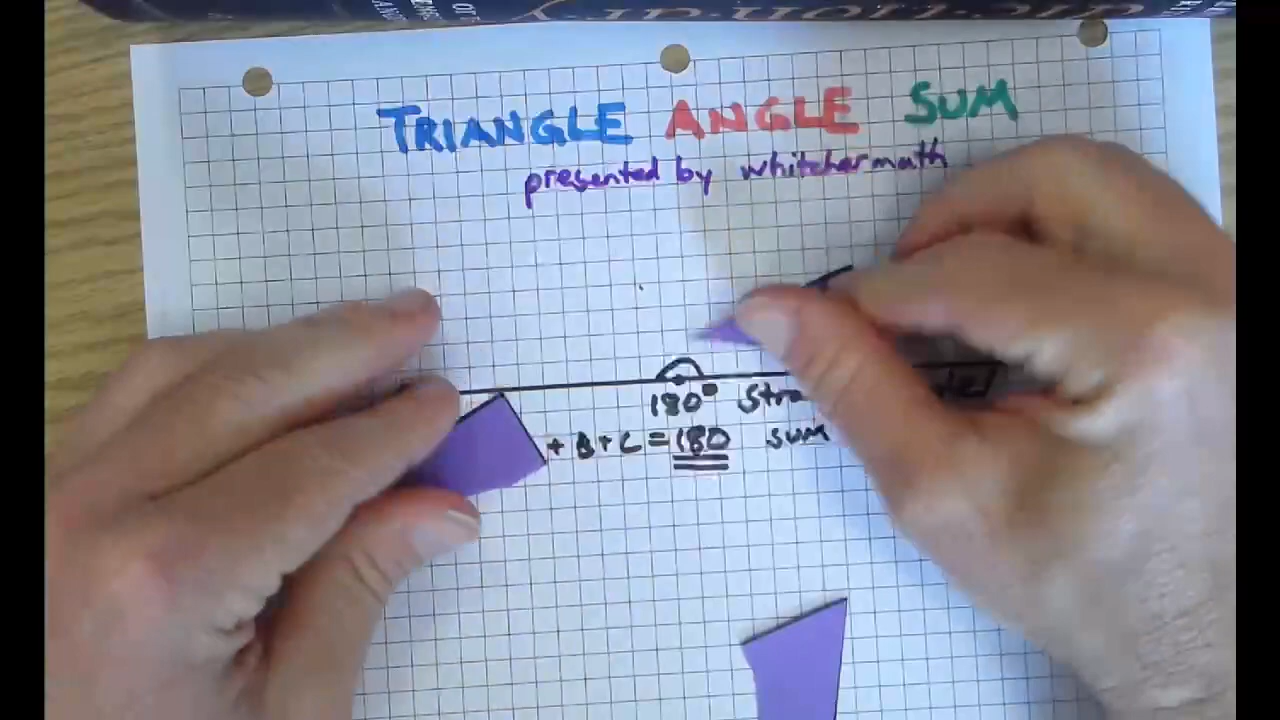 TRIANGLE ANGLE SUM
presented by whitchermath
180°
+ B + C = 180 sum